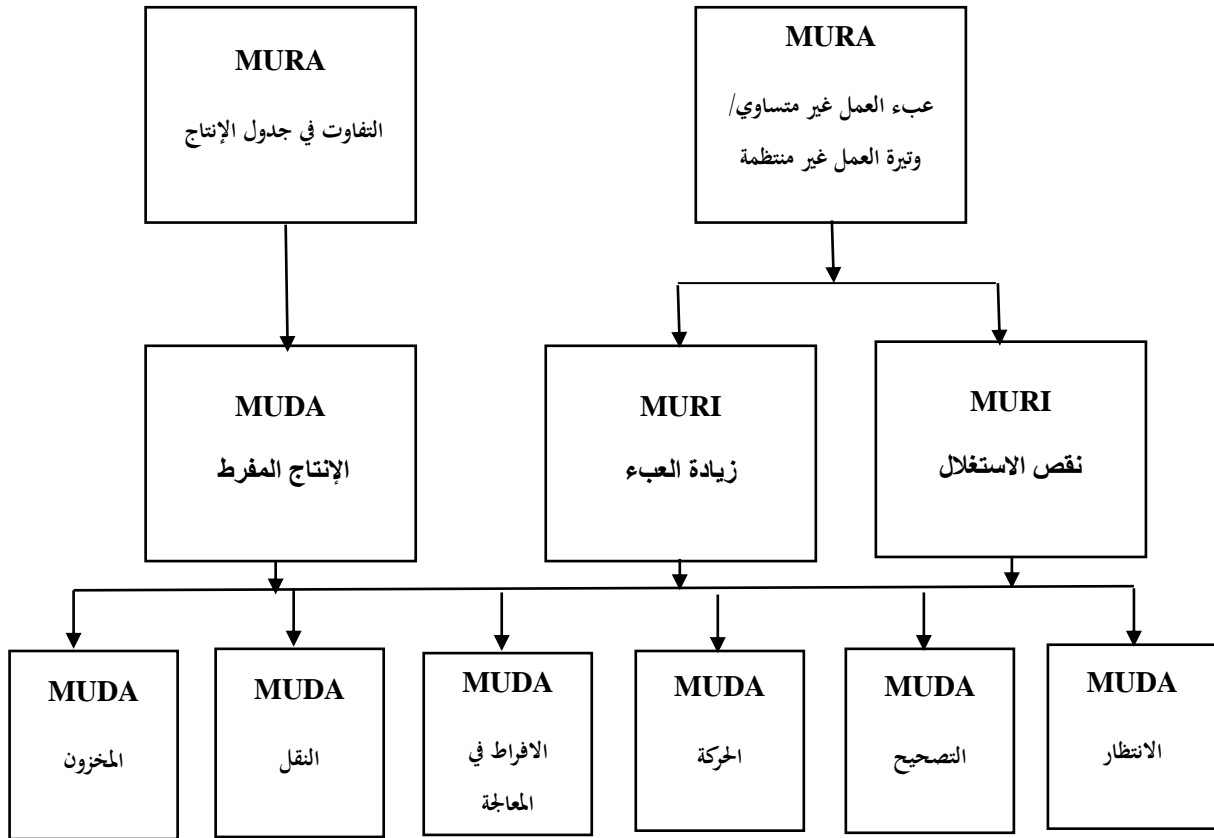 MURA
عبء العمل غير متساوي/
وتيرة العمل غير منتظمة
MURA
التفاوت في جدول الإنتاج
MURI
نقص الاستغلال
MURI
زيادة العبء
MUDA
الإنتاج المفرط
MUDA
الانتظار
MUDA
التصحيح
MUDA
الحركة
MUDA
الافراط في
المعالجة
MUDA
النقل
MUDA
المخزون